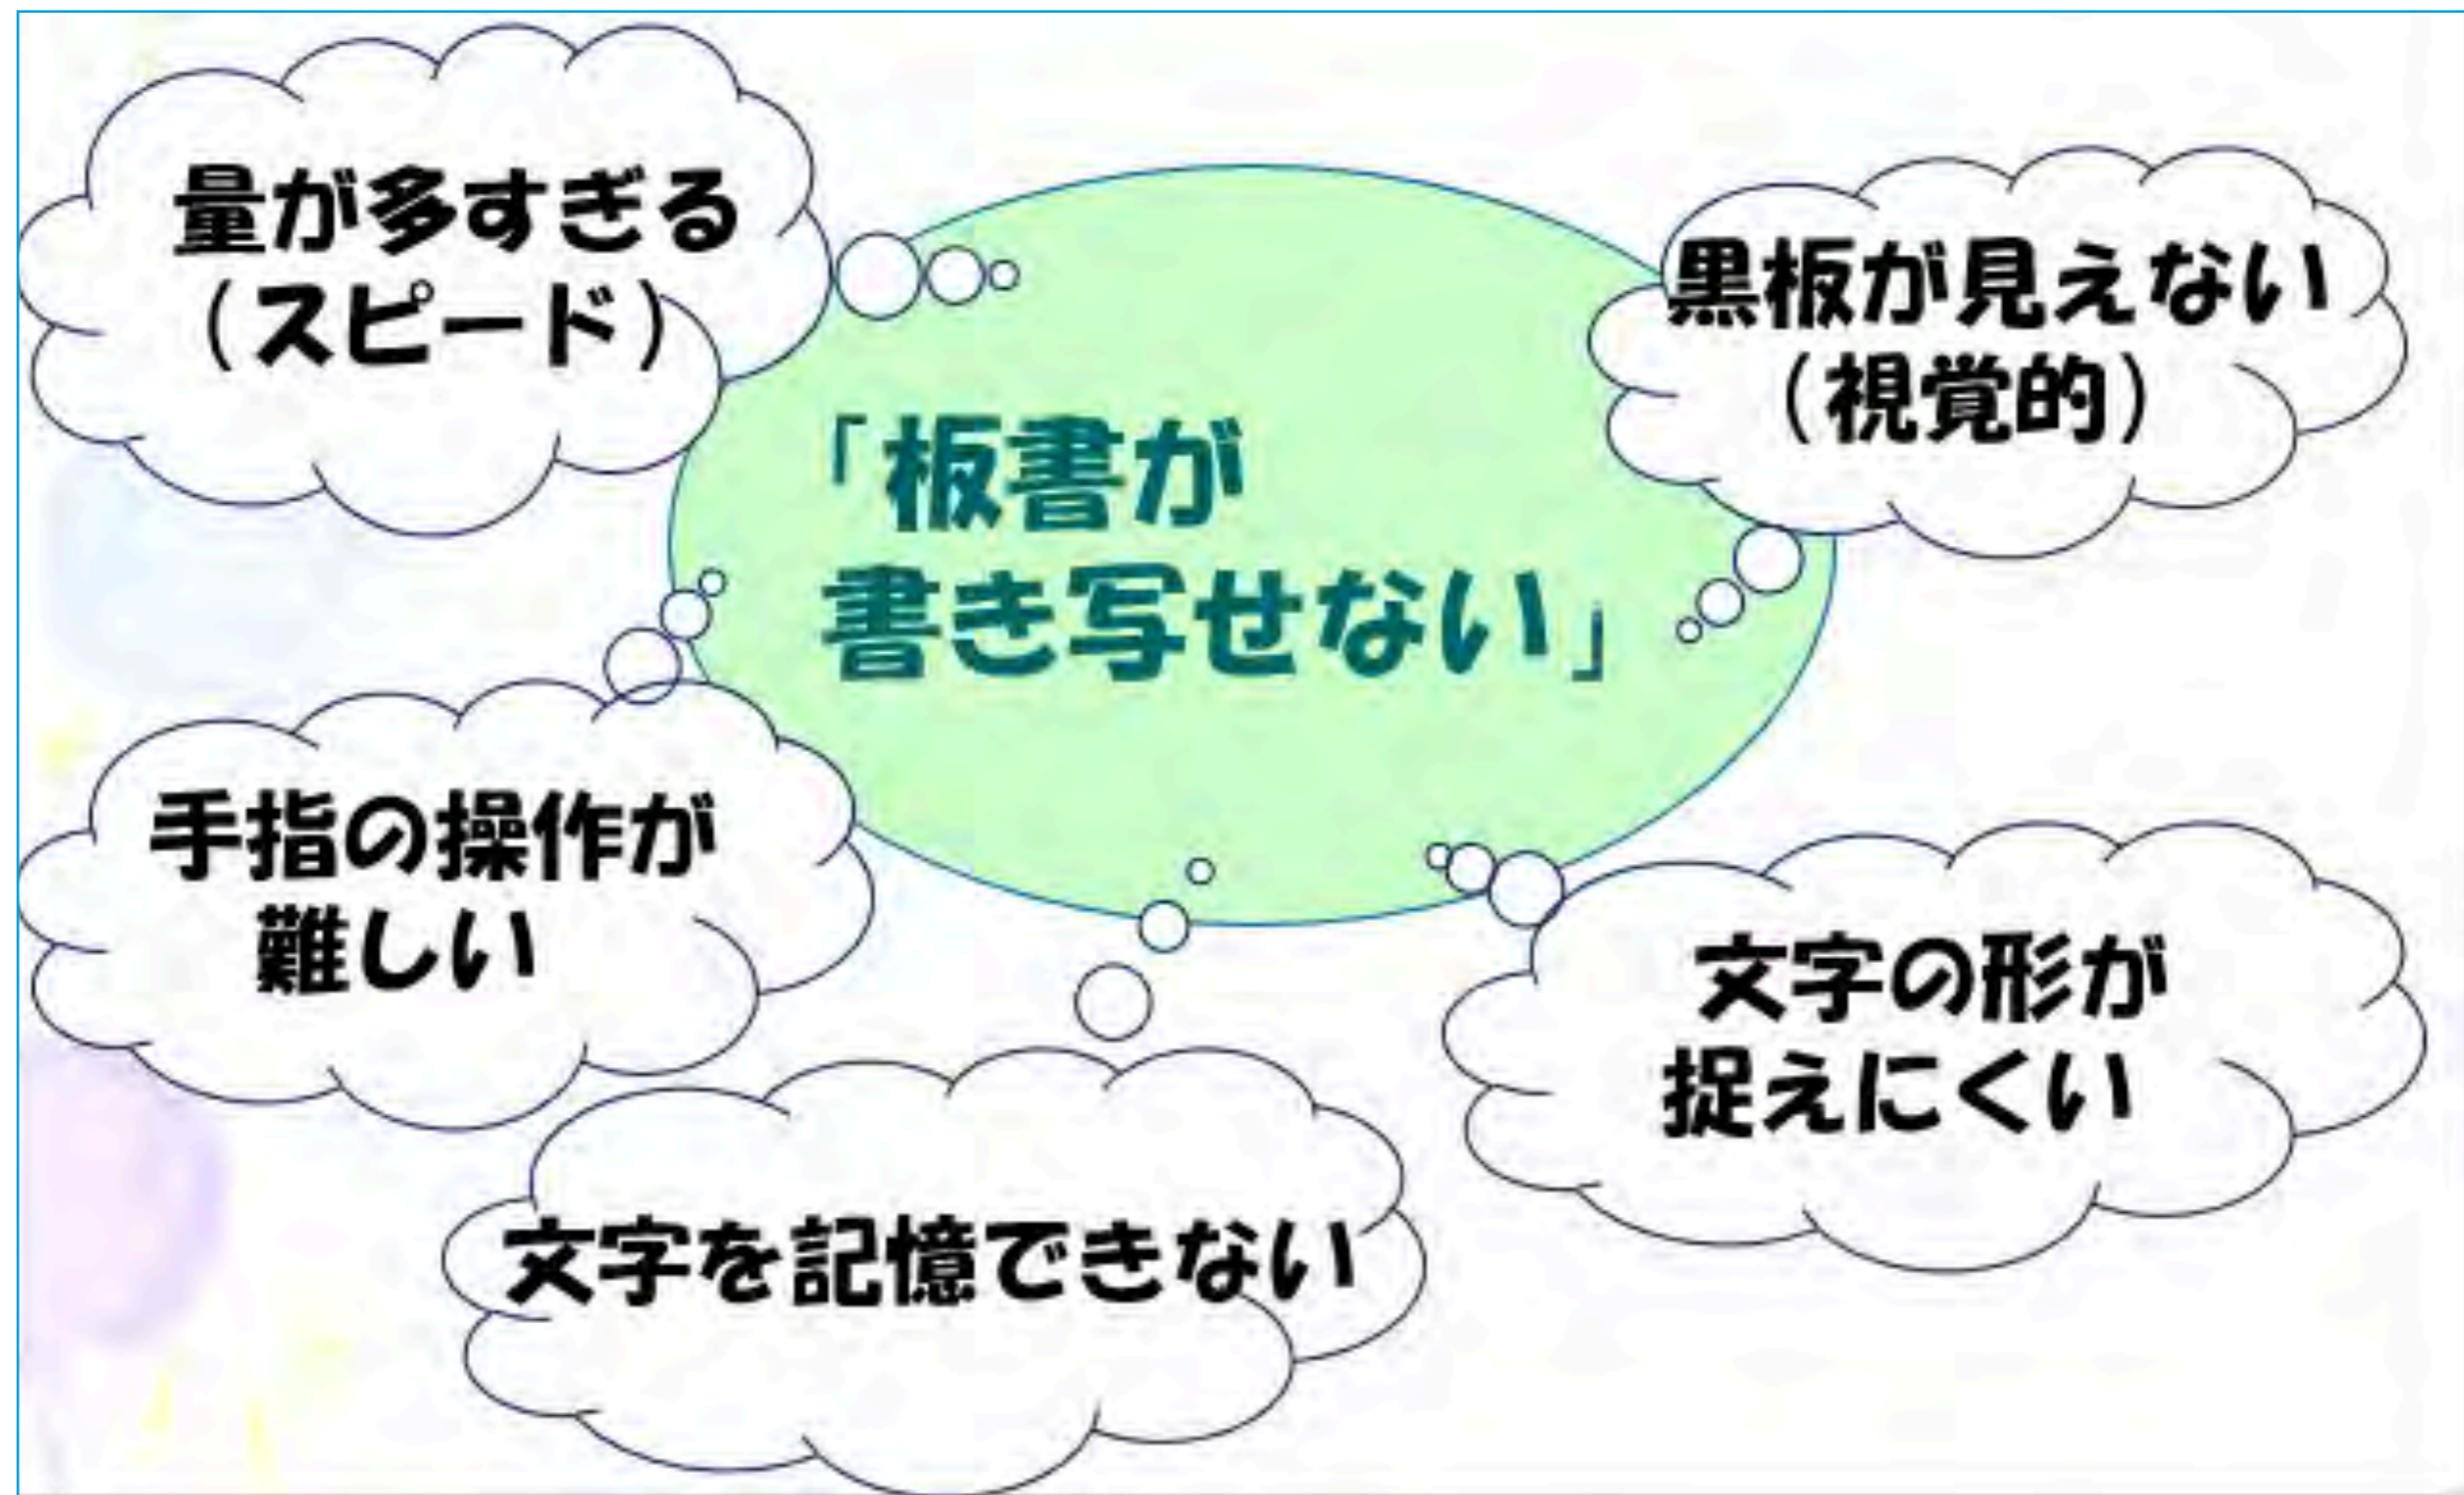 量が多すぎる
（スピード）
黒板が見えない
（視覚的）
「板書が
書き写せない」
手指の操作が
難しい
文字の形が
捉えにくい
文字を記憶できない